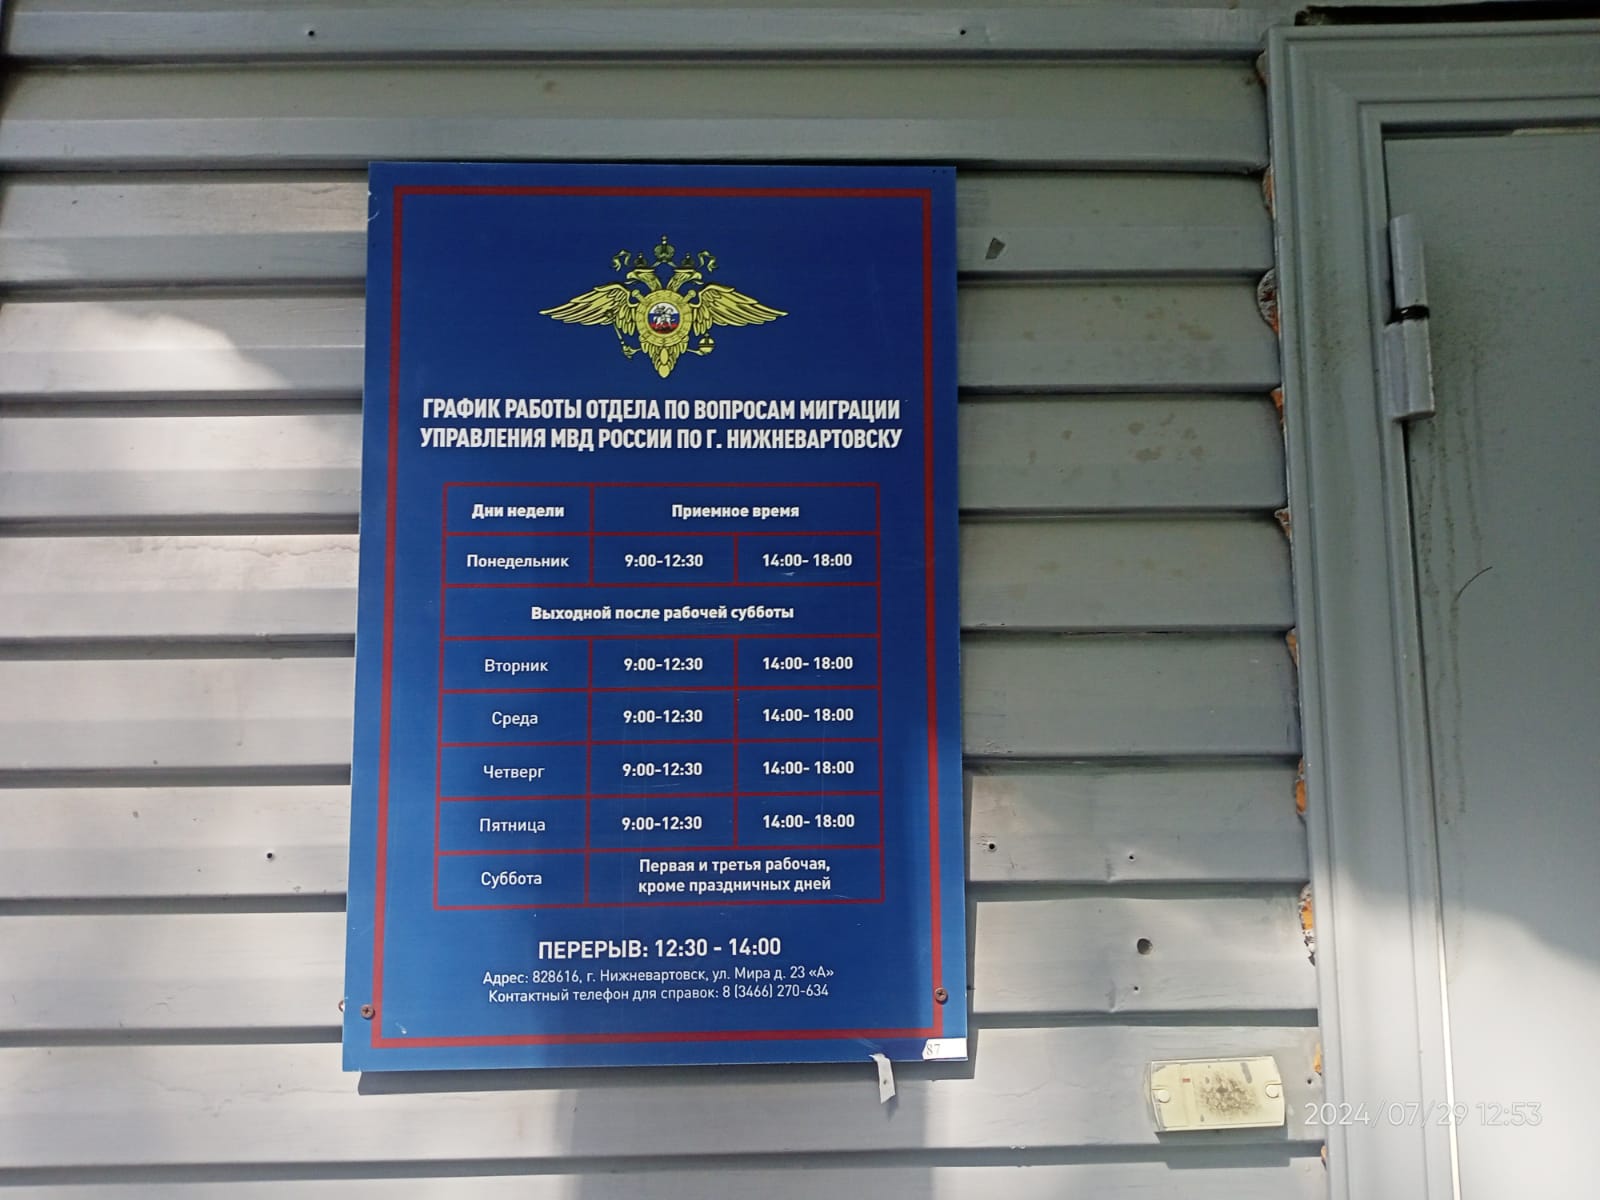 ГРАФИК РАБОТЫ ОТДЕЛА ПО ВОПРОСАМ МИГРАЦИИ
УПРАВЛЕНИЯ МВД РОССИИ ПО Г. НИЖНЕВАРТОВСКУ
Дни недели Приемное время
Понедельник 9:00-12:30 14:00- 18:00
Выходной после рабочей субботы
Вторник 9:00-12:30 14:00- 18:00
Среда 9:00-12:30 14:00- 18:00
Четверг 9:00-12:30 14:00- 18:00
Пятница 9:00-12:30 14:00- 18:00
Суббота Первая и третья рабочая,
кроме праздничных дней
ПЕРЕРЫВ: 12:30 - 14:00
Адрес: 828616, г. Нижневартовск, ул. Мира д. 23 «А»
Контактный телефон для справок: 8 (3466) 270-634
87
2024/07/29 12:53